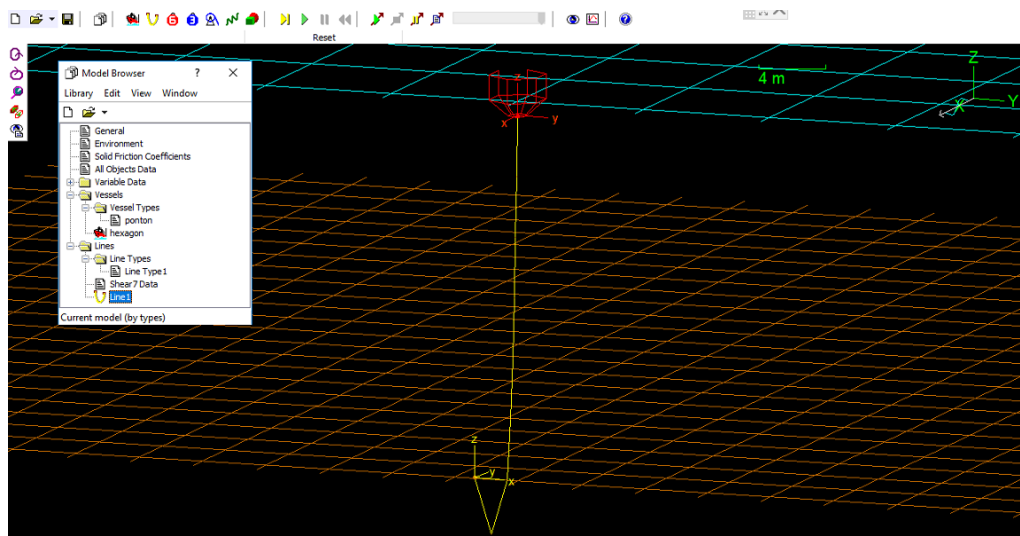 Reset
Model Browser ? ×
Library Edit View Window
General
Environment
Solid Friction Coefficients
All Objects Data
Variable Data
Vessels
Vessel Types
ponton
hexagon
Lines
Line Types
Line Type1
Shear7 Data
Line1
Current model (by types)
4 m
Z
Y
X
z
x
y
z
y
x